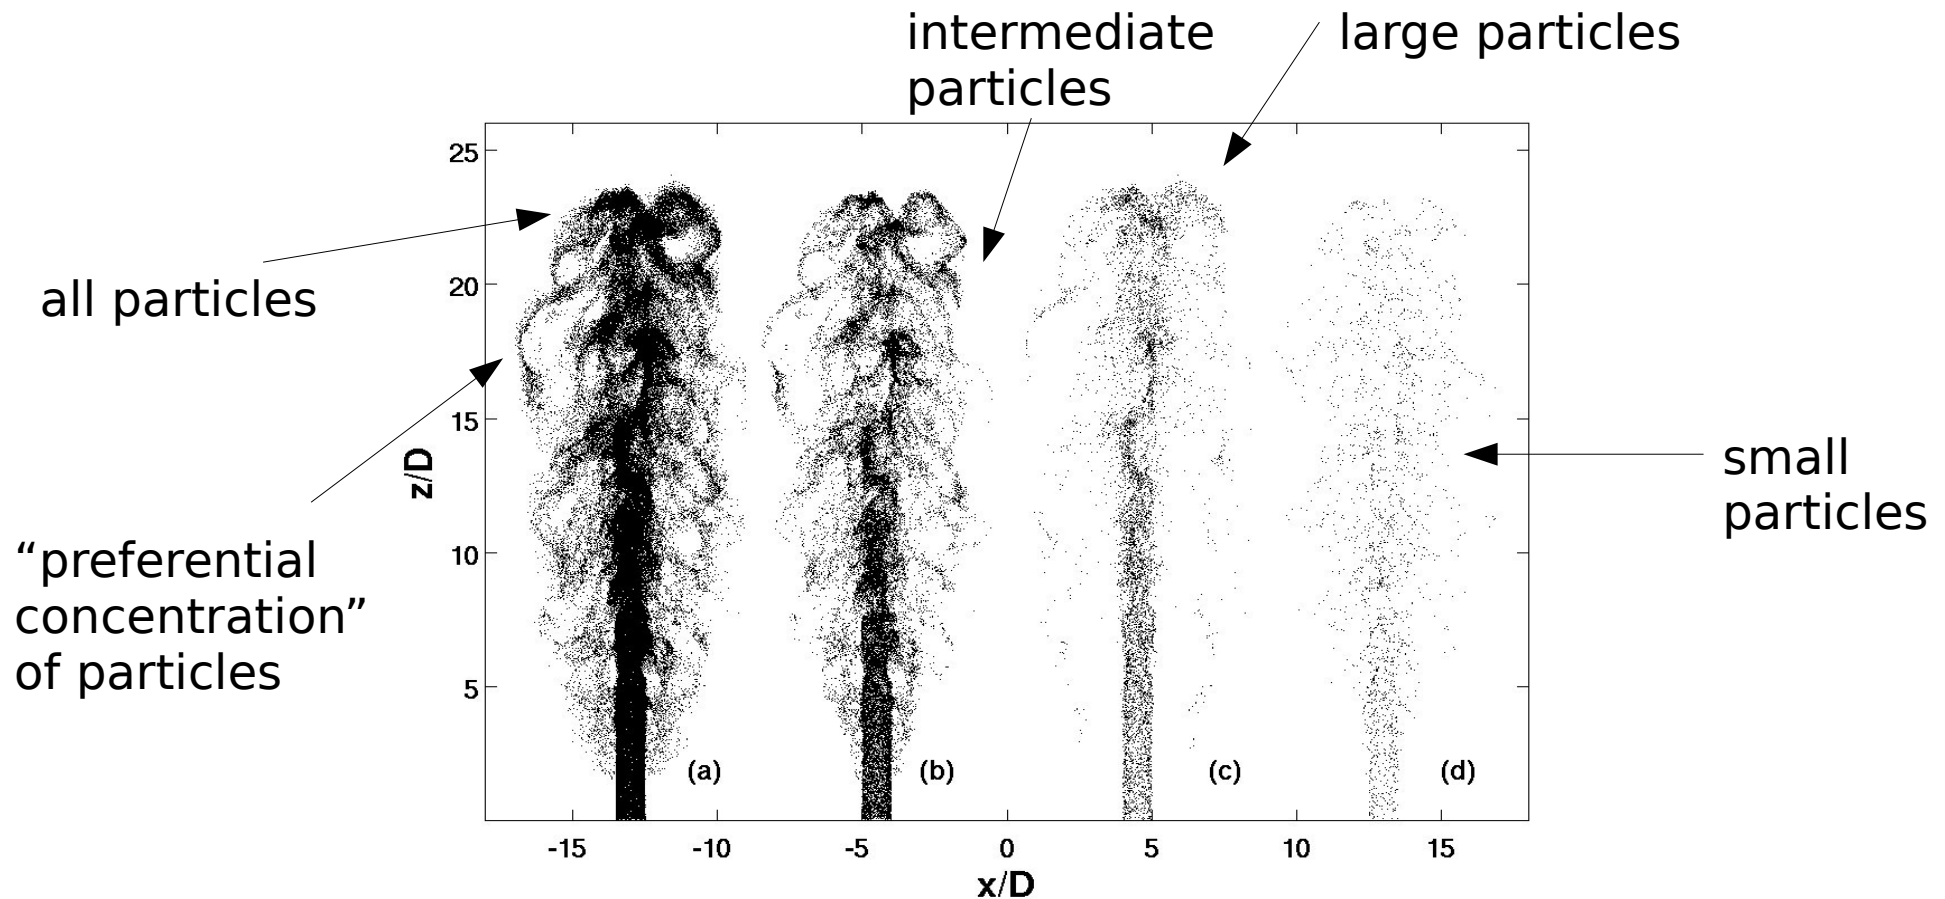 intermediate
particles
large particles
all particles
“preferential
concentration”
of particles
small
particles
25
20
15
10
5
z/D
(a)
(b)
(c)
(d)
-15 -10 -5 0 5 10 15
x/D